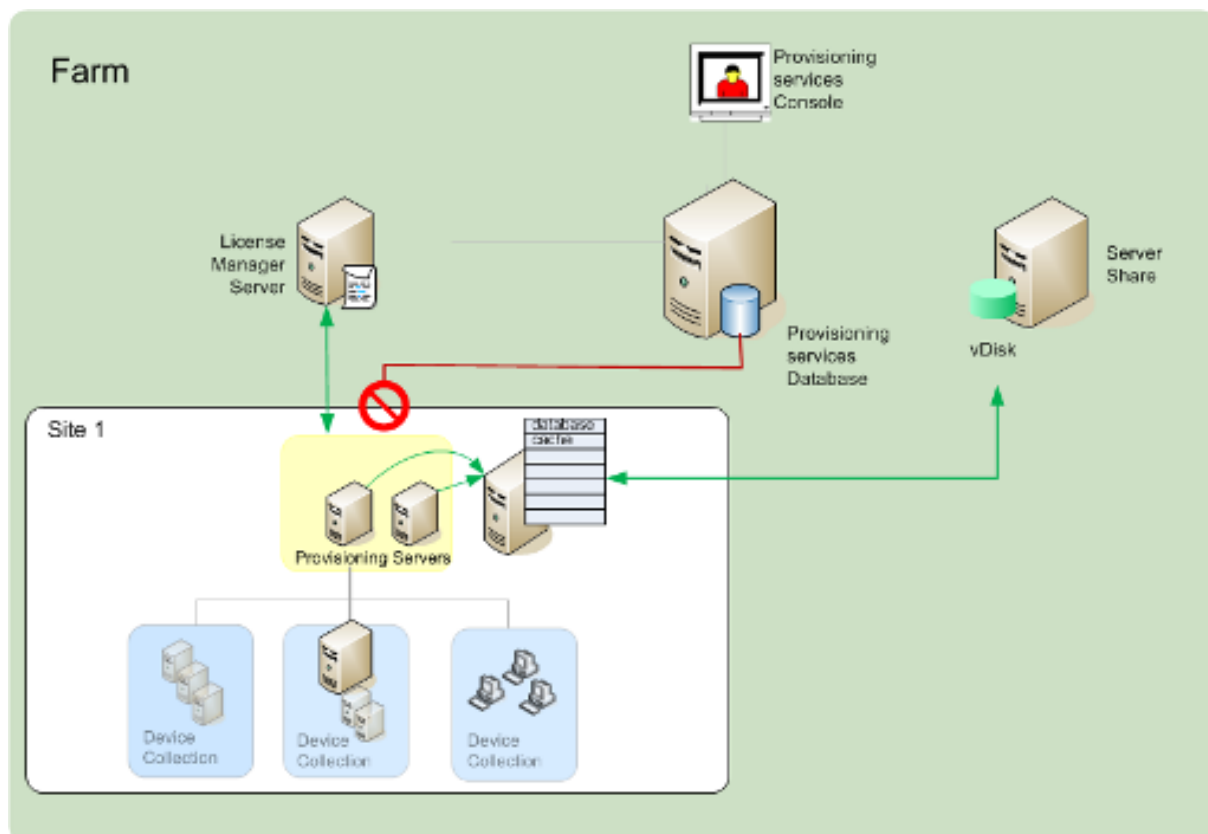 Farm
Provisioning
services
Console
License
Manager
Server
Server
Share
vDisk
Provisioning
services
Database
Site 1
database
cache
Provisioning Servers
Device
Collection
Device
Collection
Device
Collection